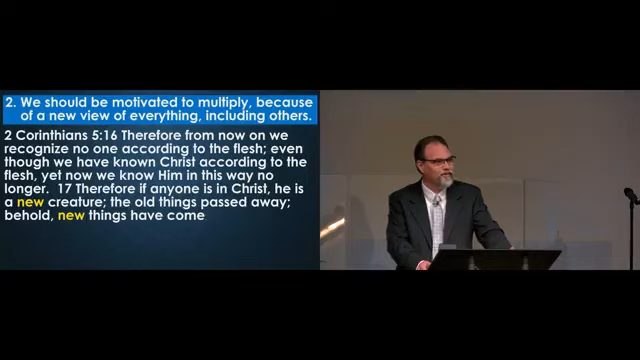 2. We should be motivated to multiply, because
of a new view of everything, including others.
2 Corinthians 5:16 Therefore from now on we
recognize no one according to the flesh; even
though we have known Christ according to the
flesh, yet now we know Him in this way no
longer.  17 Therefore if anyone is in Christ, he is
a new creature; the old things passed away;
behold, new things have come